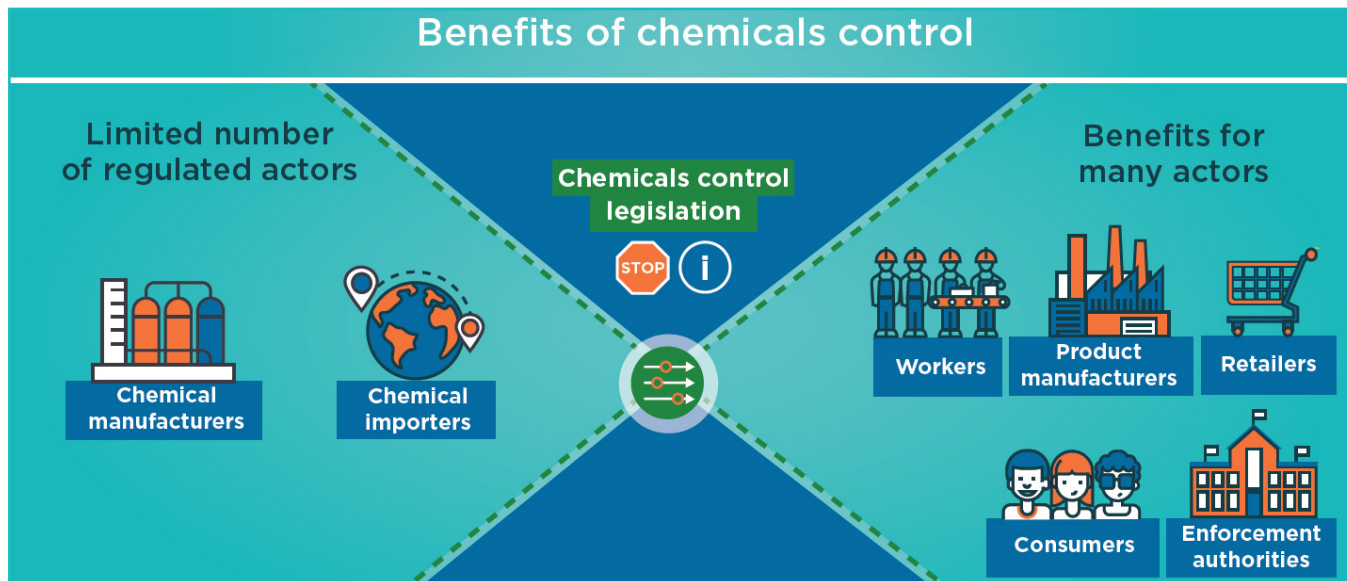 Benefits of chemicals control
Limited number
of regulated actors
Chemical
manufacturers
Chemical
importers
Chemicals control
legislation
STOP
i
Benefits for
many actors
Workers
Product
manufacturers
Retailers
Consumers
Enforcement
authorities